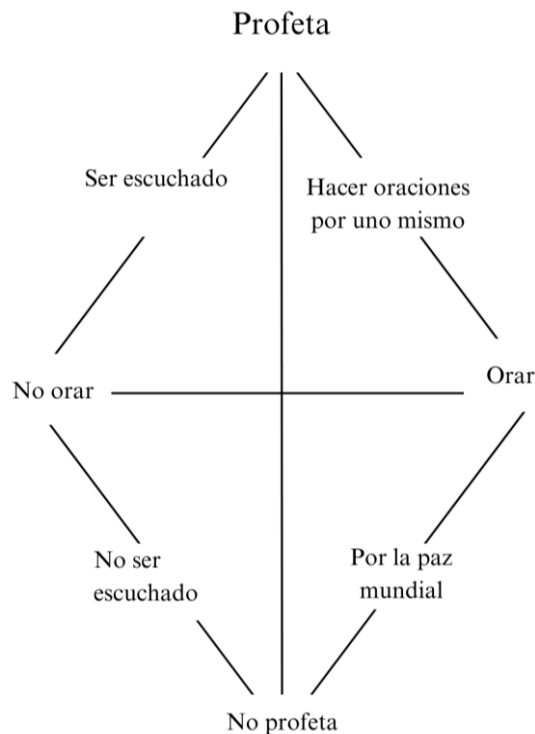 Profeta
Ser escuchado
Hacer oraciones
por uno mismo
No orar
Orar
No ser
escuchado
Por la paz
mundial
No profeta